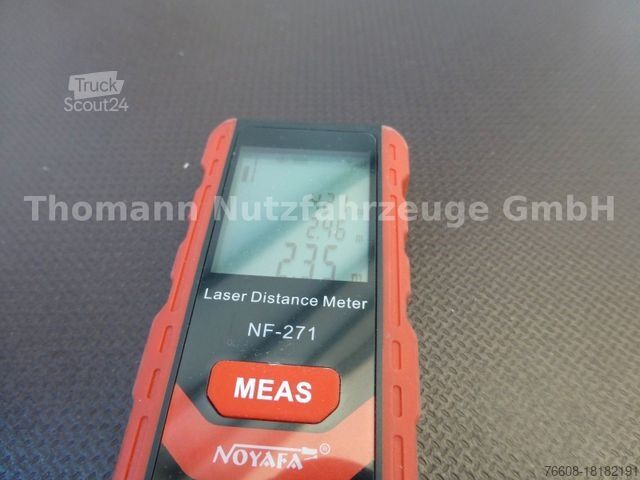 Truck
Scout24
Thomann Nutzfahrzeuge GmbH
2.46 m
2.35 m
Laser Distance Meter
NF-271
MEAS
NOYAFA
76608-18182191